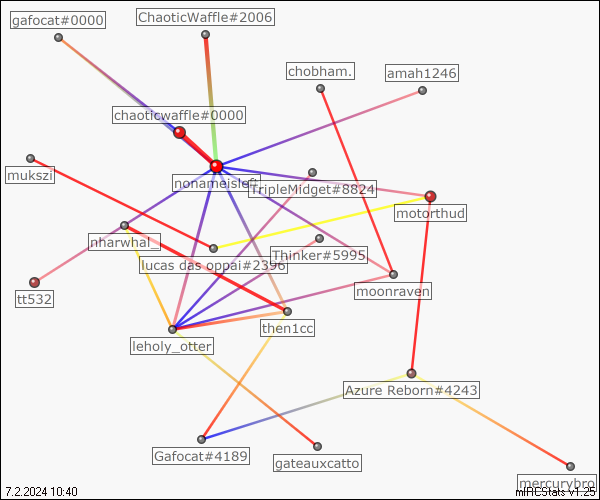 gafocat#0000
ChaoticWaffle#2006
chobham.
amah1246
chaoticwaffle#0000
mukszi
nonameisleft
TripleMidget#8824
motorthud
nharwhal_
lucas das oppai#2396
Thinker#5995
tt532
moonraven
then1cc
leholy_otter
Azure Reborn#4243
Gafocat#4189
gateauxcatto
mercurybro
7.2.2024 10:40
mIRCStats v1.25